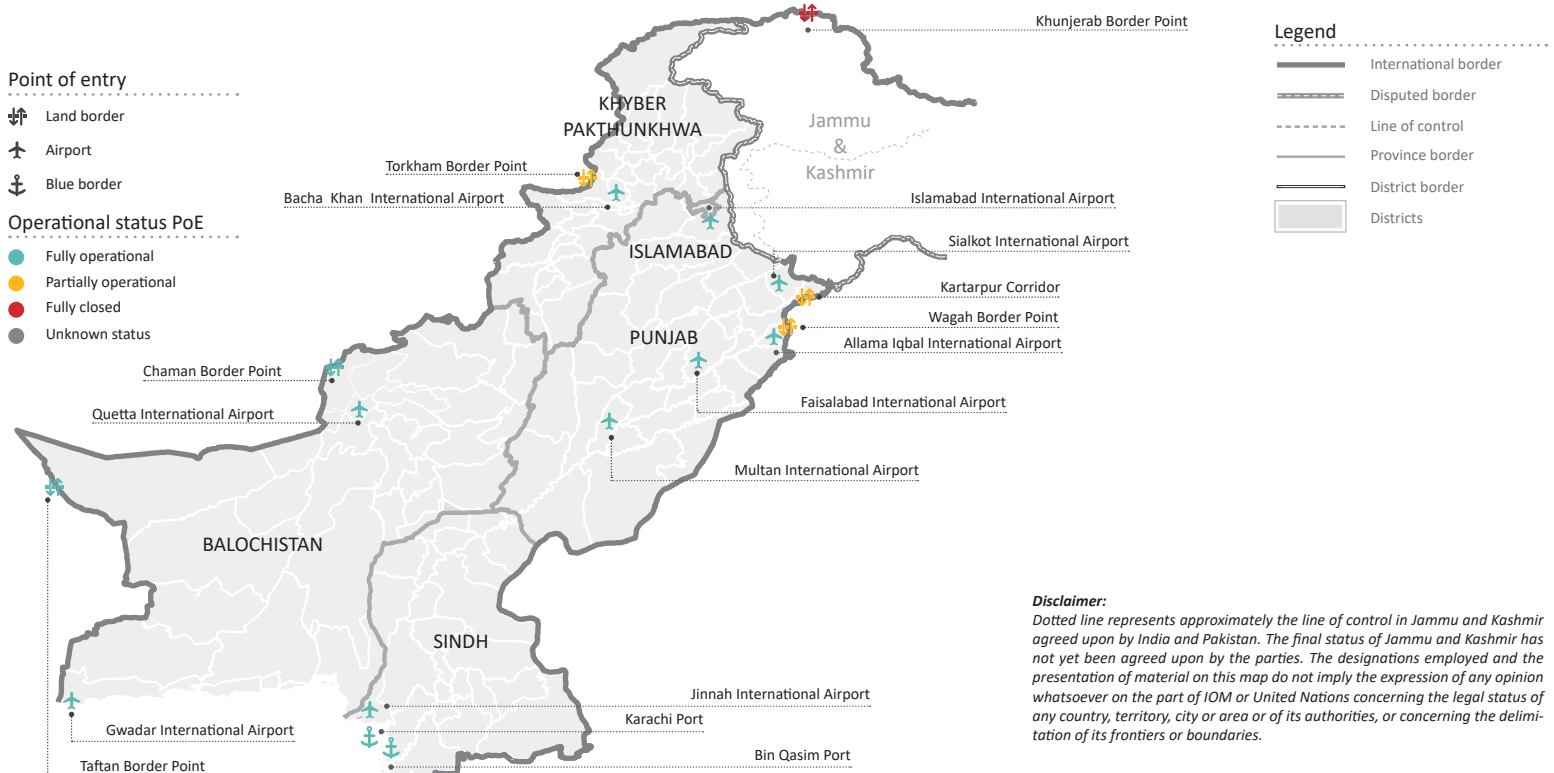 Khunjerab Border Point
Legend
International border
Disputed border
Line of control
Province border
District border
Districts
Point of entry
Land border
Airport
Blue border
Operational status PoE
Fully operational
Partially operational
Fully closed
Unknown status
KHYBER
PAKTHUNKHWA
Jammu
&
Kashmir
Torkham Border Point
Bacha Khan International Airport
Islamabad International Airport
ISLAMABAD
Sialkot International Airport
Kartarpur Corridor
Wagah Border Point
PUNJAB
Allama Iqbal International Airport
Chaman Border Point
Faisalabad International Airport
Quetta International Airport
Multan International Airport
BALOCHISTAN
SINDH
Jinnah International Airport
Karachi Port
Gwadar International Airport
Bin Qasim Port
Taftan Border Point
Disclaimer:
Dotted line represents approximately the line of control in Jammu and Kashmir
agreed upon by India and Pakistan. The final status of Jammu and Kashmir has
not yet been agreed upon by the parties. The designations employed and the
presentation of material on this map do not imply the expression of any opinion
whatsoever on the part of IOM or United Nations concerning the legal status of
any country, territory, city or area or of its authorities, or concerning the delimi-
tation of its frontiers or boundaries.